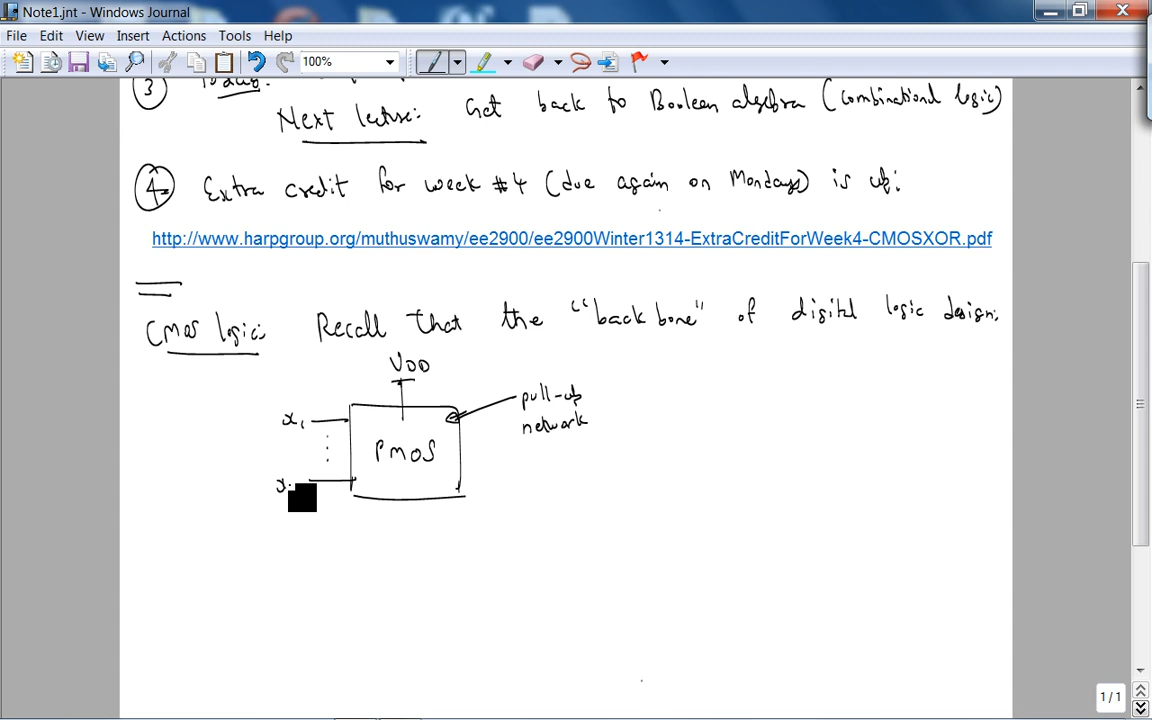 Note1.jnt - Windows Journal
File Edit View Insert Actions Tools Help
100%
3 Today:
Next lecture: Get back to Boolean algebra (combinational logic)
4 Extra credit for week #4 (due again on Mondays) is up:
http://www.harpgroup.org/muthuswamy/ee2900/ee2900Winter1314-ExtraCreditForWeek4-CMOSXOR.pdf
CMOS logic: Recall that the "back bone" of digital logic design:
VDD
pull-up
network
x1
PMOS
x
1 / 1